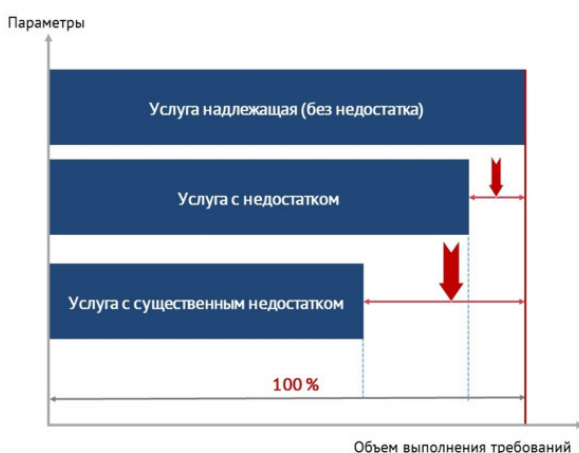 Параметры
Услуга надлежащая (без недостатка)
Услуга с недостатком
Услуга с существенным недостатком
100 %
Объем выполнения требований